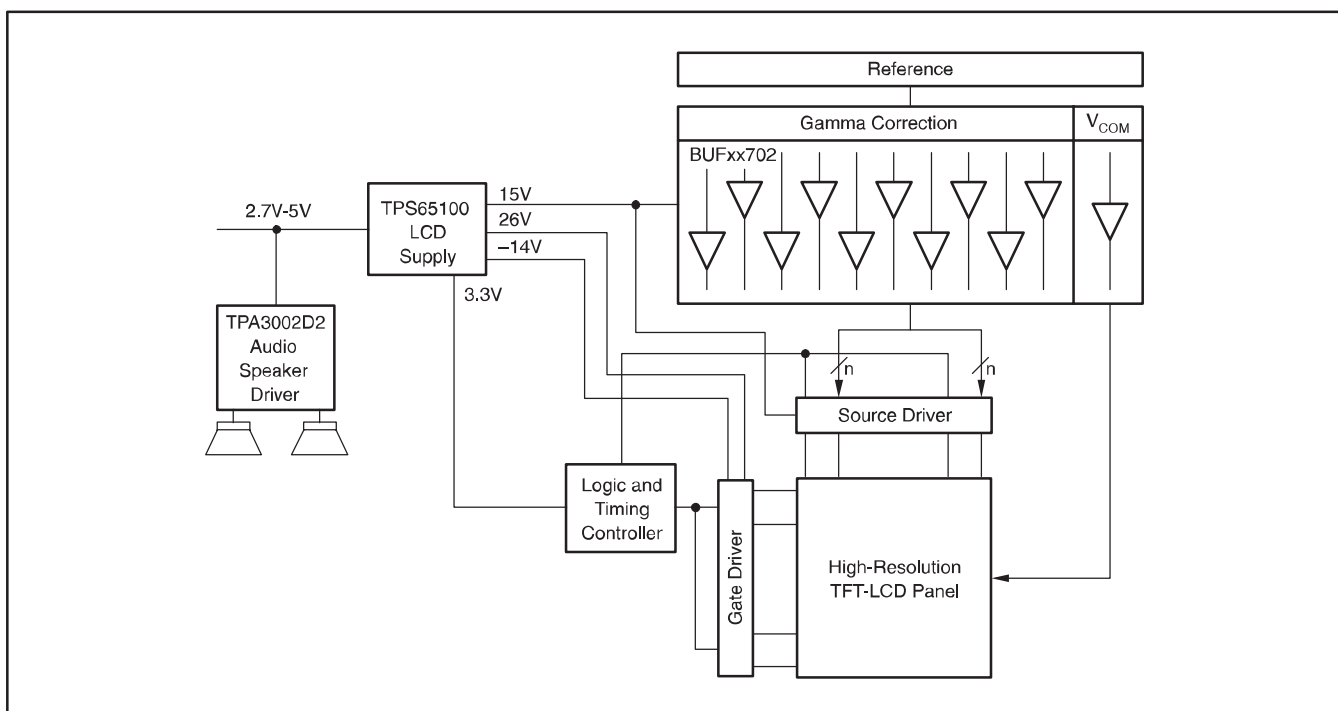 Reference
Gamma Correction
V_COM
BUFxx702
2.7V-5V
TPS65100
LCD
Supply
15V
26V
–14V
3.3V
TPA3002D2
Audio
Speaker
Driver
n
n
Source Driver
Logic and
Timing
Controller
Gate Driver
High-Resolution
TFT-LCD Panel